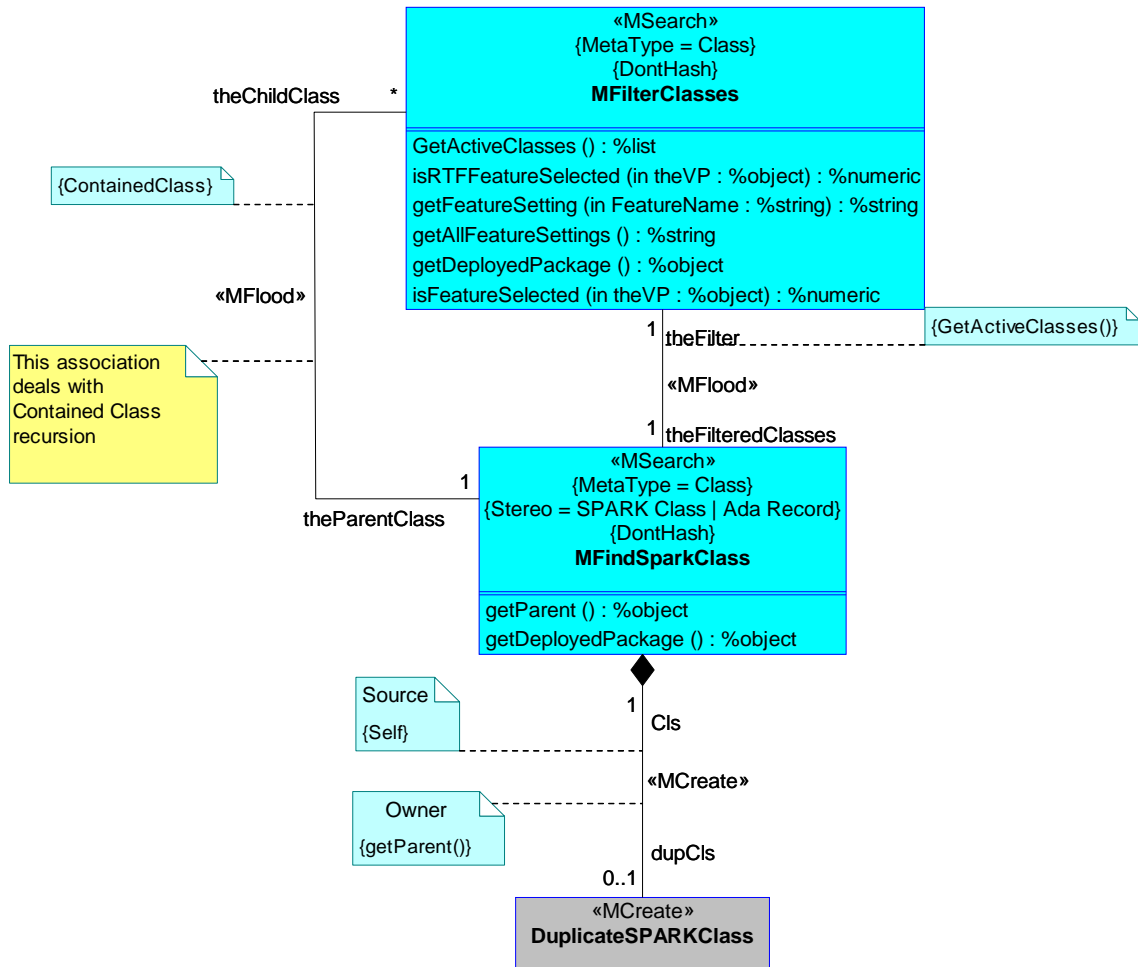 «MSearch»
{MetaType = Class}
{DontHash}
MFilterClasses
GetActiveClasses () : %list
isRTFFeatureSelected (in theVP : %object) : %numeric
getFeatureSetting (in FeatureName : %string) : %string
getAllFeatureSettings () : %string
getDeployedPackage () : %object
isFeatureSelected (in theVP : %object) : %numeric
theChildClass
*
{ContainedClass}
«MFlood»
This association
deals with
Contained Class
recursion
1
theParentClass
1
theFilter
{GetActiveClasses()}
«MFlood»
1
theFilteredClasses
«MSearch»
{MetaType = Class}
{Stereo = SPARK Class | Ada Record}
{DontHash}
MFindSparkClass
getParent () : %object
getDeployedPackage () : %object
Source
{Self}
1
Cls
«MCreate»
Owner
{getParent()}
dupCls
0..1
«MCreate»
DuplicateSPARKClass